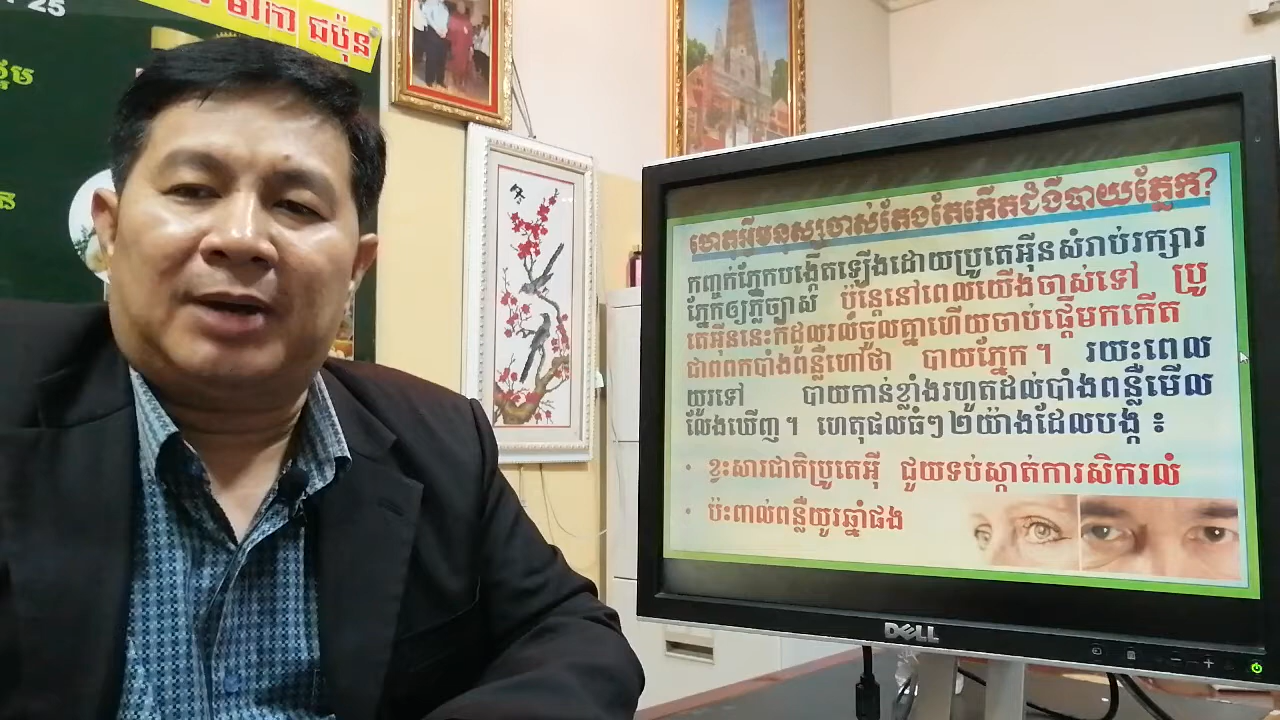 25
ជប៉ុន
ហេតុអ្វីមនុស្សចាស់តែងតែកើតជំងឺបាយភ្នែក?
កញ្ចក់ភ្នែកបង្កើតឡើងដោយប្រូតេអ៊ីនសំរាប់រក្សារ
ភ្នែកឲ្យភ្លឺច្បាស់ ប៉ន្តែនៅពេលយើងចាស់ទៅ ប្រូ
តេអ៊ីននេះក៏ដួលរលំចូលគ្នាហើយចាប់ផ្តើមកកើត
ជាពពកបាំងពន្លឺហៅថា បាយភ្នែក។ រយះពេល
យូរទៅ បាយកាន់ខ្លាំងរហូតដល់បាំងពន្លឺមើល
លែងឃើញ។ ហេតុផលធំៗ ២យ៉ាងដែលបង្ក ៖
• ខ្វះសារជាតិប្រូតេអ៊ី ជួយទប់ស្កាត់ការសិករលំ
• ប៉ះពាល់ពន្លឺយូរឆ្នាំផង
DELL
冬